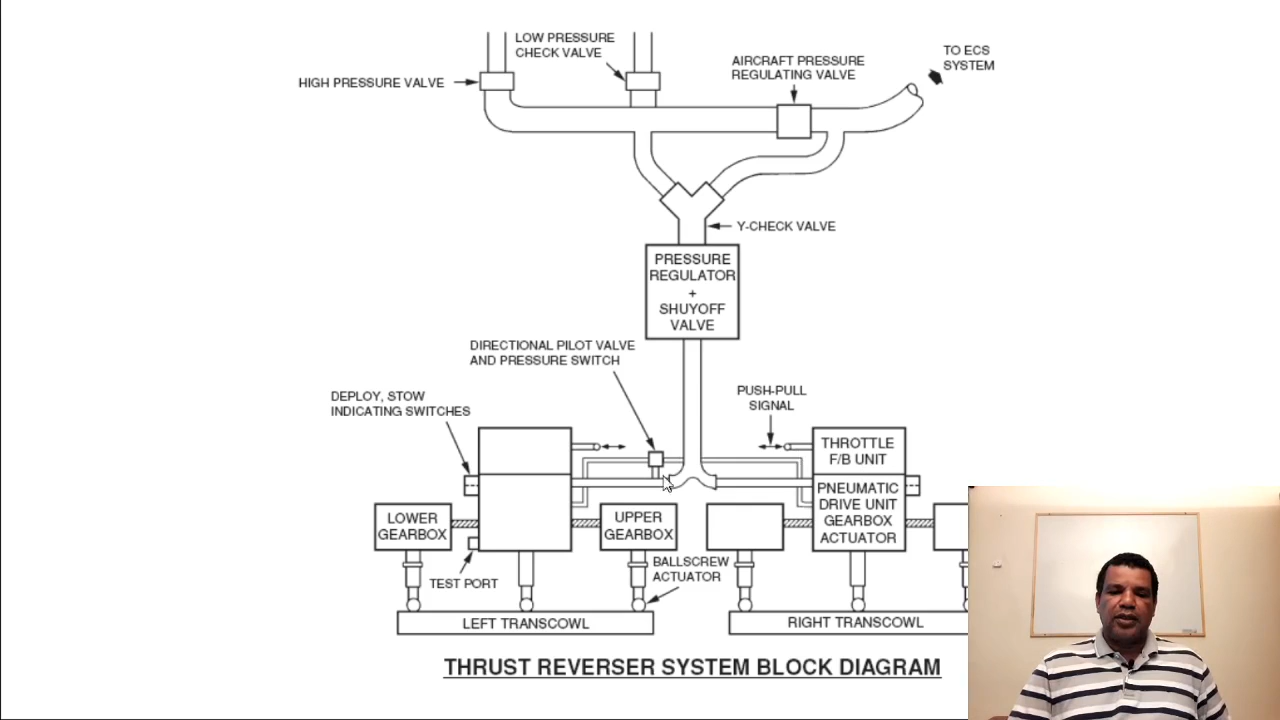 LOW PRESSURE
CHECK VALVE
TO ECS
SYSTEM
AIRCRAFT PRESSURE
REGULATING VALVE
HIGH PRESSURE VALVE
Y-CHECK VALVE
PRESSURE
REGULATOR
+
SHUYOFF
VALVE
DIRECTIONAL PILOT VALVE
AND PRESSURE SWITCH
DEPLOY, STOW
INDICATING SWITCHES
PUSH-PULL
SIGNAL
THROTTLE
F/B UNIT
PNEUMATIC
DRIVE UNIT
GEARBOX
ACTUATOR
LOWER
GEARBOX
UPPER
GEARBOX
BALLSCREW
ACTUATOR
TEST PORT
LEFT TRANSCOWL
RIGHT TRANSCOWL
THRUST REVERSER SYSTEM BLOCK DIAGRAM